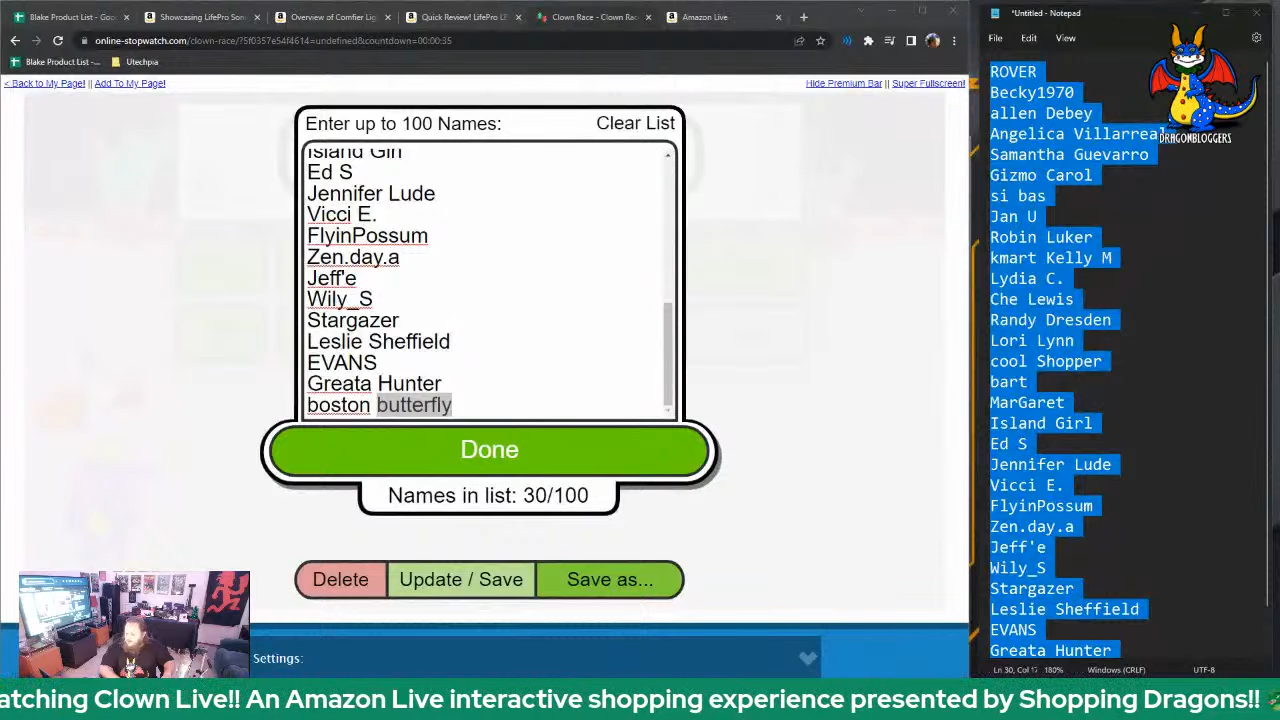 Blake Product List - Goo
Showcasing LifePro Son
Overview of Comfier Lig
Quick Review! LifePro Li
Clown Race - Clown Rac
Amazon Live
online-stopwatch.com/clown-race/?5f0357e54f4614=undefined&countdown=00:00:35
Blake Product List -...
Utechpia
< Back to My Page! || Add To My Page!
Hide Premium Bar || Super Fullscreen!
Enter up to 100 Names:
Clear List
Island Girl
Ed S
Jennifer Lude
Vicci E.
FlyinPossum
Zen.day.a
Jeff'e
Wily_S
Stargazer
Leslie Sheffield
EVANS
Greata Hunter
boston butterfly
Done
Names in list: 30/100
Delete
Update / Save
Save as...
Settings:
*Untitled - Notepad
File Edit View
DRAGONBLOGGERS
ROVER
Becky1970
allen Debey
Angelica Villarreal
Samantha Guevarro
Gizmo Carol
si bas
Jan U
Robin Luker
kmart Kelly M
Lydia C.
Che Lewis
Randy Dresden
Lori Lynn
cool Shopper
bart
MarGaret
Island Girl
Ed S
Jennifer Lude
Vicci E.
FlyinPossum
Zen.day.a
Jeff'e
Wily_S
Stargazer
Leslie Sheffield
EVANS
Greata Hunter
Ln 30, Col 17
180%
Windows (CRLF)
UTF-8
atching Clown Live!! An Amazon Live interactive shopping experience presented by Shopping Dragons!!